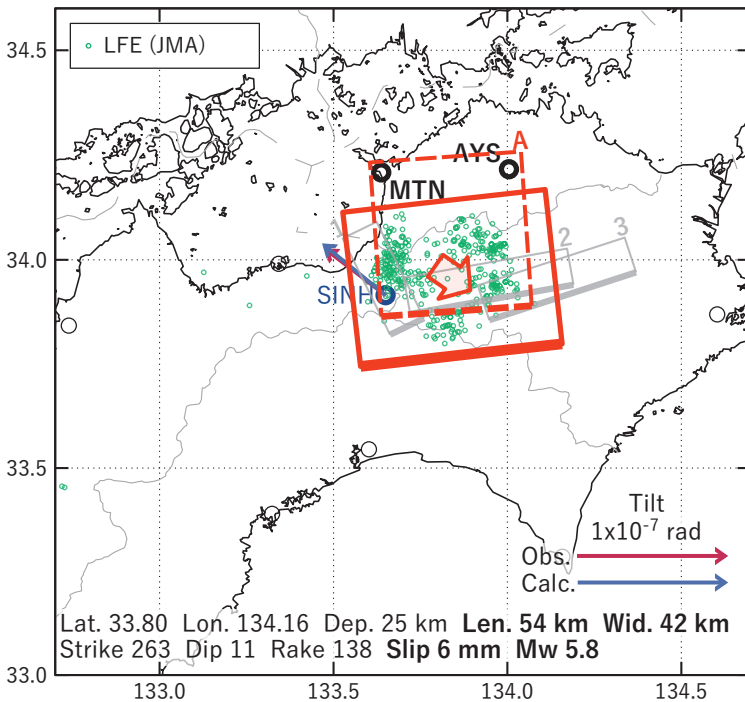 34.5
34.0
33.5
33.0
LFE (JMA)
A
AYS
MTN
1
2
3
SINHO
Tilt
1x10⁻⁷ rad
Obs.
Calc.
Lat. 33.80 Lon. 134.16 Dep. 25 km Len. 54 km Wid. 42 km
Strike 263 Dip 11 Rake 138 Slip 6 mm Mw 5.8
133.0 133.5 134.0 134.5